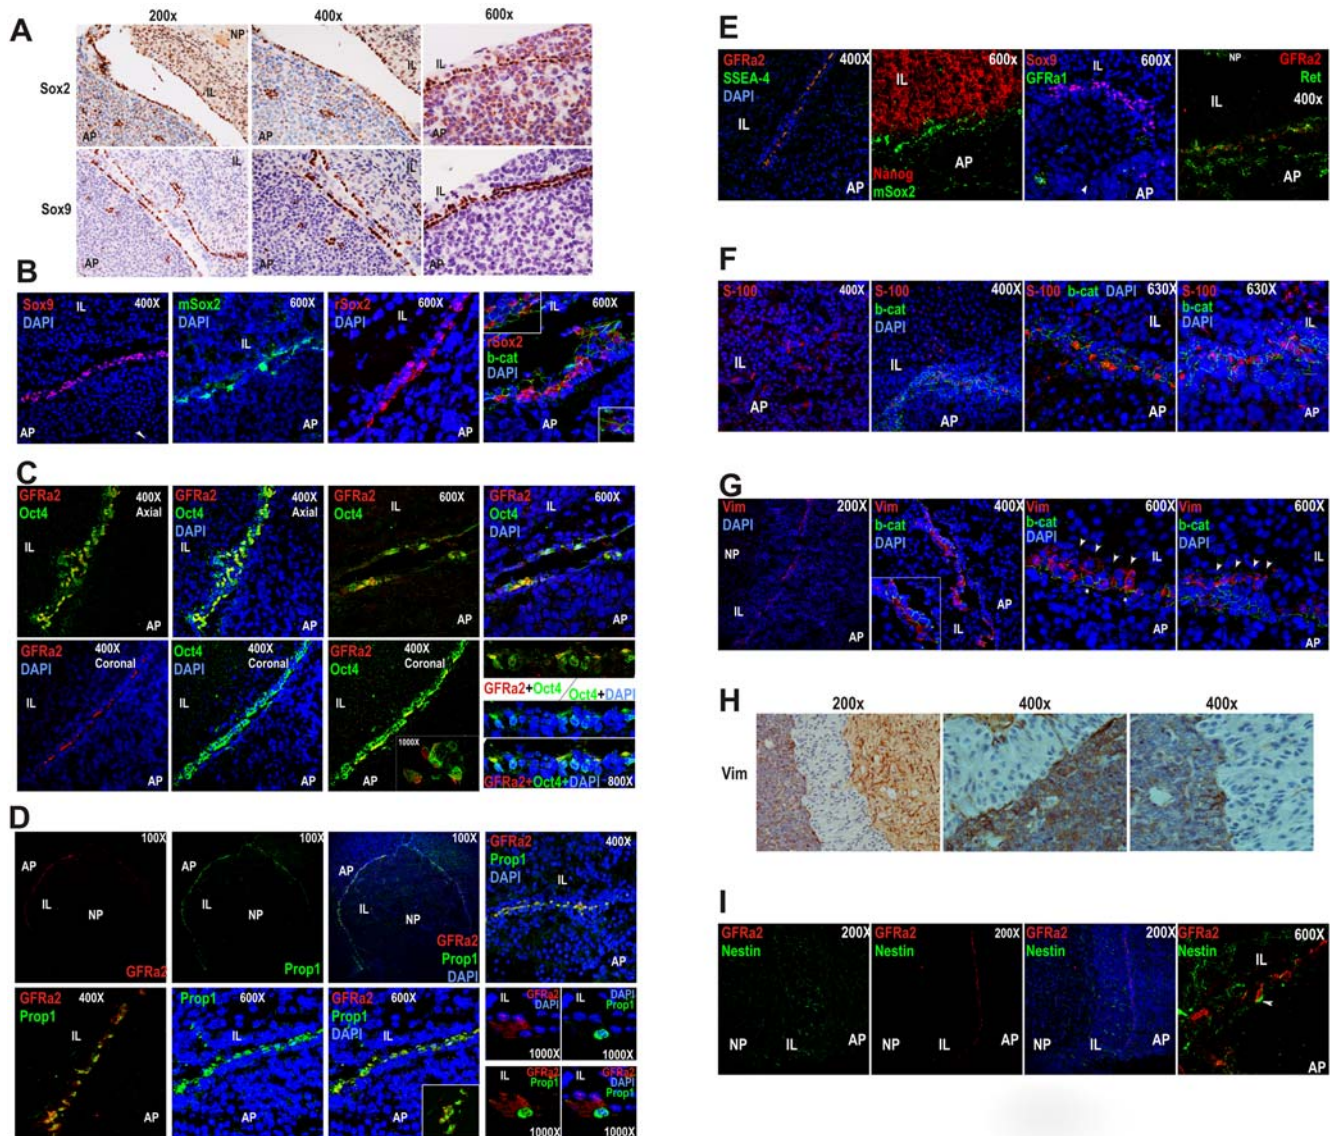 A
200x
400x
600x
Sox2
NP
IL
AP
IL
AP
IL
AP
Sox9
IL
AP
IL
AP
IL
AP
B
Sox9
DAPI
IL
400X
AP
mSox2
DAPI
600X
IL
AP
rSox2
DAPI
600X
IL
AP
IL
600X
rSox2
b-cat
DAPI
AP
C
GFRa2
Oct4
400X
Axial
IL
AP
GFRa2
Oct4
DAPI
400X
Axial
IL
AP
GFRa2
Oct4
IL
600X
AP
GFRa2
Oct4
DAPI
IL
600X
AP
GFRa2
DAPI
400X
Coronal
IL
AP
Oct4
DAPI
400X
Coronal
IL
AP
GFRa2
Oct4
400X
Coronal
IL
1000X
AP
GFRa2+Oct4
Oct4+DAPI
GFRa2+Oct4+DAPI
800X
D
100X
AP
IL
NP
GFRa2
100X
AP
IL
NP
Prop1
100X
AP
IL
NP
GFRa2
Prop1
DAPI
GFRa2
Prop1
DAPI
400X
IL
AP
GFRa2
Prop1
400X
IL
AP
Prop1
600X
IL
AP
GFRa2
Prop1
DAPI
600X
IL
AP
IL
GFRa2
DAPI
1000X
IL
DAPI
Prop1
1000X
IL
GFRa2
Prop1
1000X
IL
GFRa2
DAPI
Prop1
1000X
E
GFRa2
SSEA-4
DAPI
400X
IL
AP
600x
IL
AP
Nanog
mSox2
Sox9
GFRa1
IL
600X
AP
NP
GFRa2
Ret
400x
IL
AP
F
S-100
400X
IL
AP
S-100
b-cat
DAPI
400X
IL
AP
S-100 b-cat DAPI
630X
IL
AP
S-100
b-cat
DAPI
630X
IL
AP
G
Vim
DAPI
200X
NP
IL
AP
Vim
b-cat
DAPI
400X
AP
IL
Vim
b-cat
DAPI
600X
IL
AP
Vim
b-cat
DAPI
600X
IL
AP
H
200x
400x
400x
Vim
I
GFRa2
Nestin
200X
NP
IL
AP
GFRa2
Nestin
200X
NP
IL
AP
GFRa2
Nestin
200X
NP
IL
AP
GFRa2
Nestin
600X
IL
AP